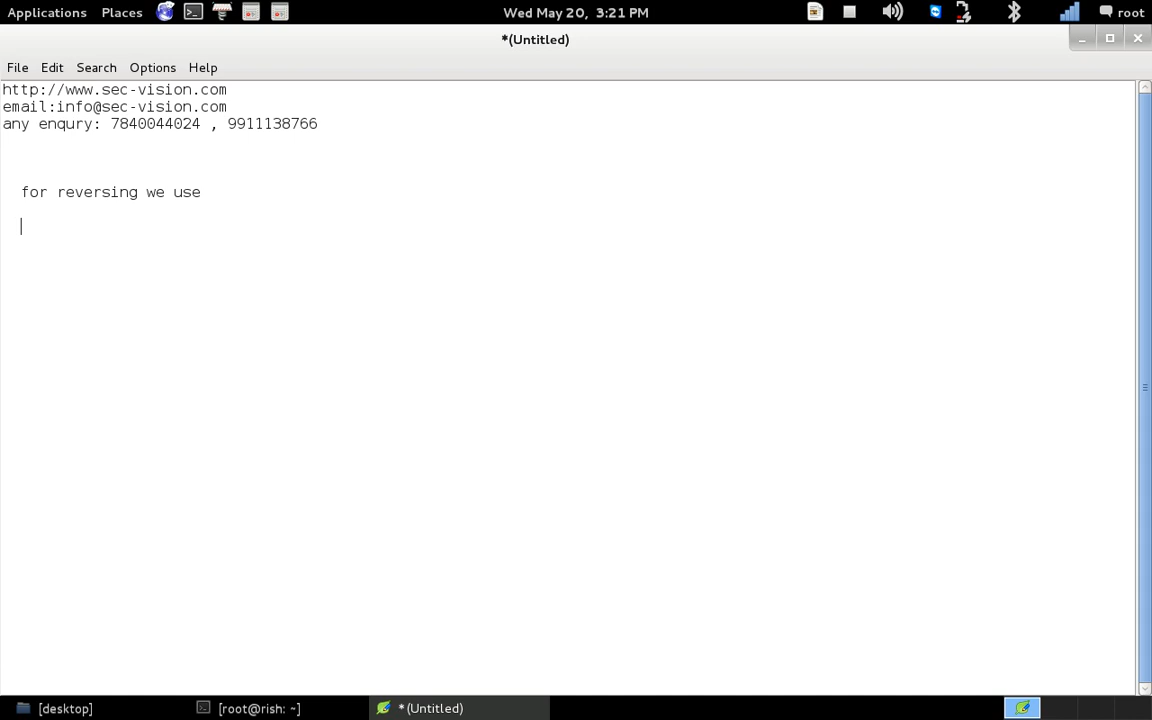 Applications Places Wed May 20, 3:21 PM root
*(Untitled)
File Edit Search Options Help
http://www.sec-vision.com
email:info@sec-vision.com
any enqury: 7840044024 , 9911138766
for reversing we use
[desktop] [root@rish: ~] *(Untitled)